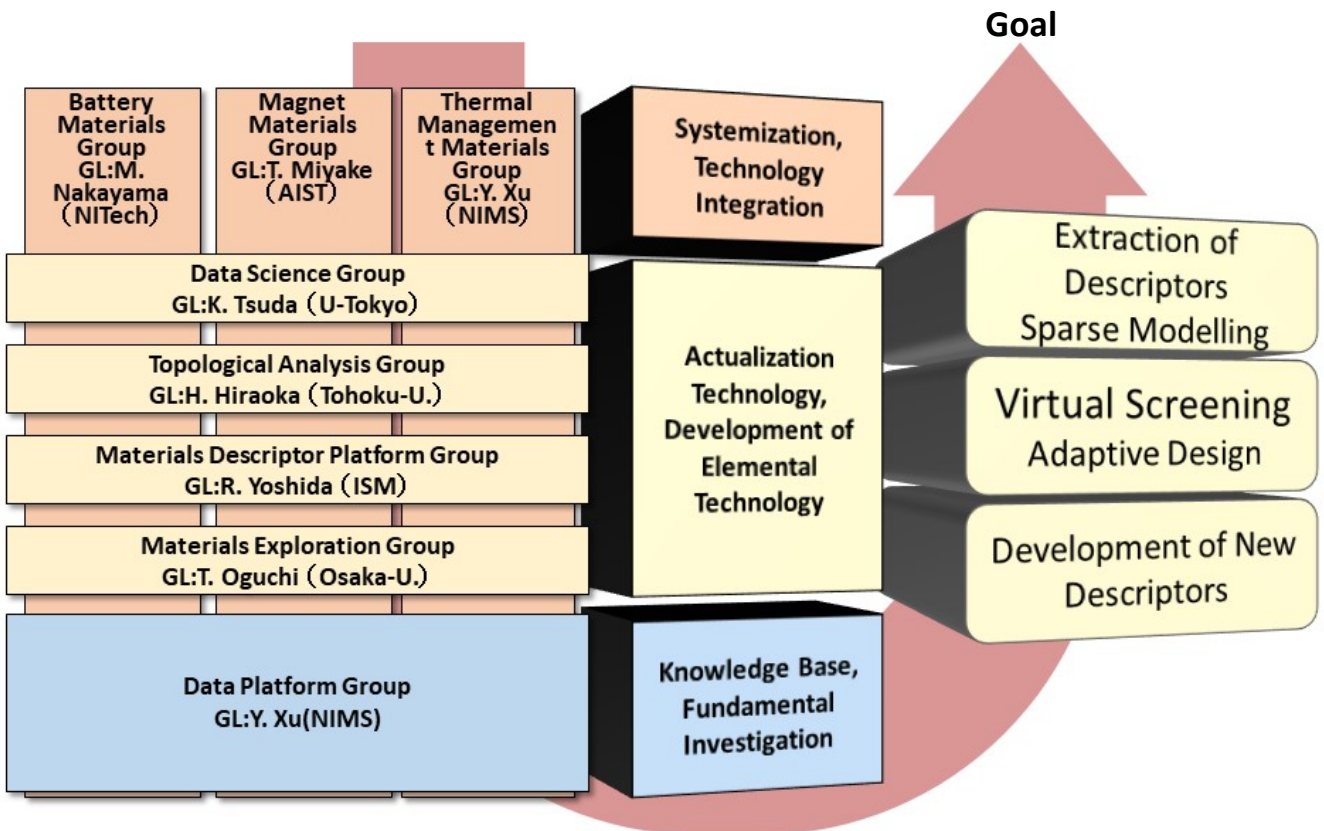 Goal
Battery
Materials
Group
GL:M.
Nakayama
（NITech）
Magnet
Materials
Group
GL:T. Miyake
（AIST）
Thermal
Managemen
t Materials
Group
GL:Y. Xu
（NIMS）
Systemization,
Technology
Integration
Data Science Group
GL:K. Tsuda（U-Tokyo）
Topological Analysis Group
GL:H. Hiraoka（Tohoku-U.）
Materials Descriptor Platform Group
GL:R. Yoshida（ISM）
Materials Exploration Group
GL:T. Oguchi（Osaka-U.）
Actualization
Technology,
Development of
Elemental
Technology
Extraction of
Descriptors
Sparse Modelling
Virtual Screening
Adaptive Design
Development of New
Descriptors
Data Platform Group
GL:Y. Xu(NIMS)
Knowledge Base,
Fundamental
Investigation